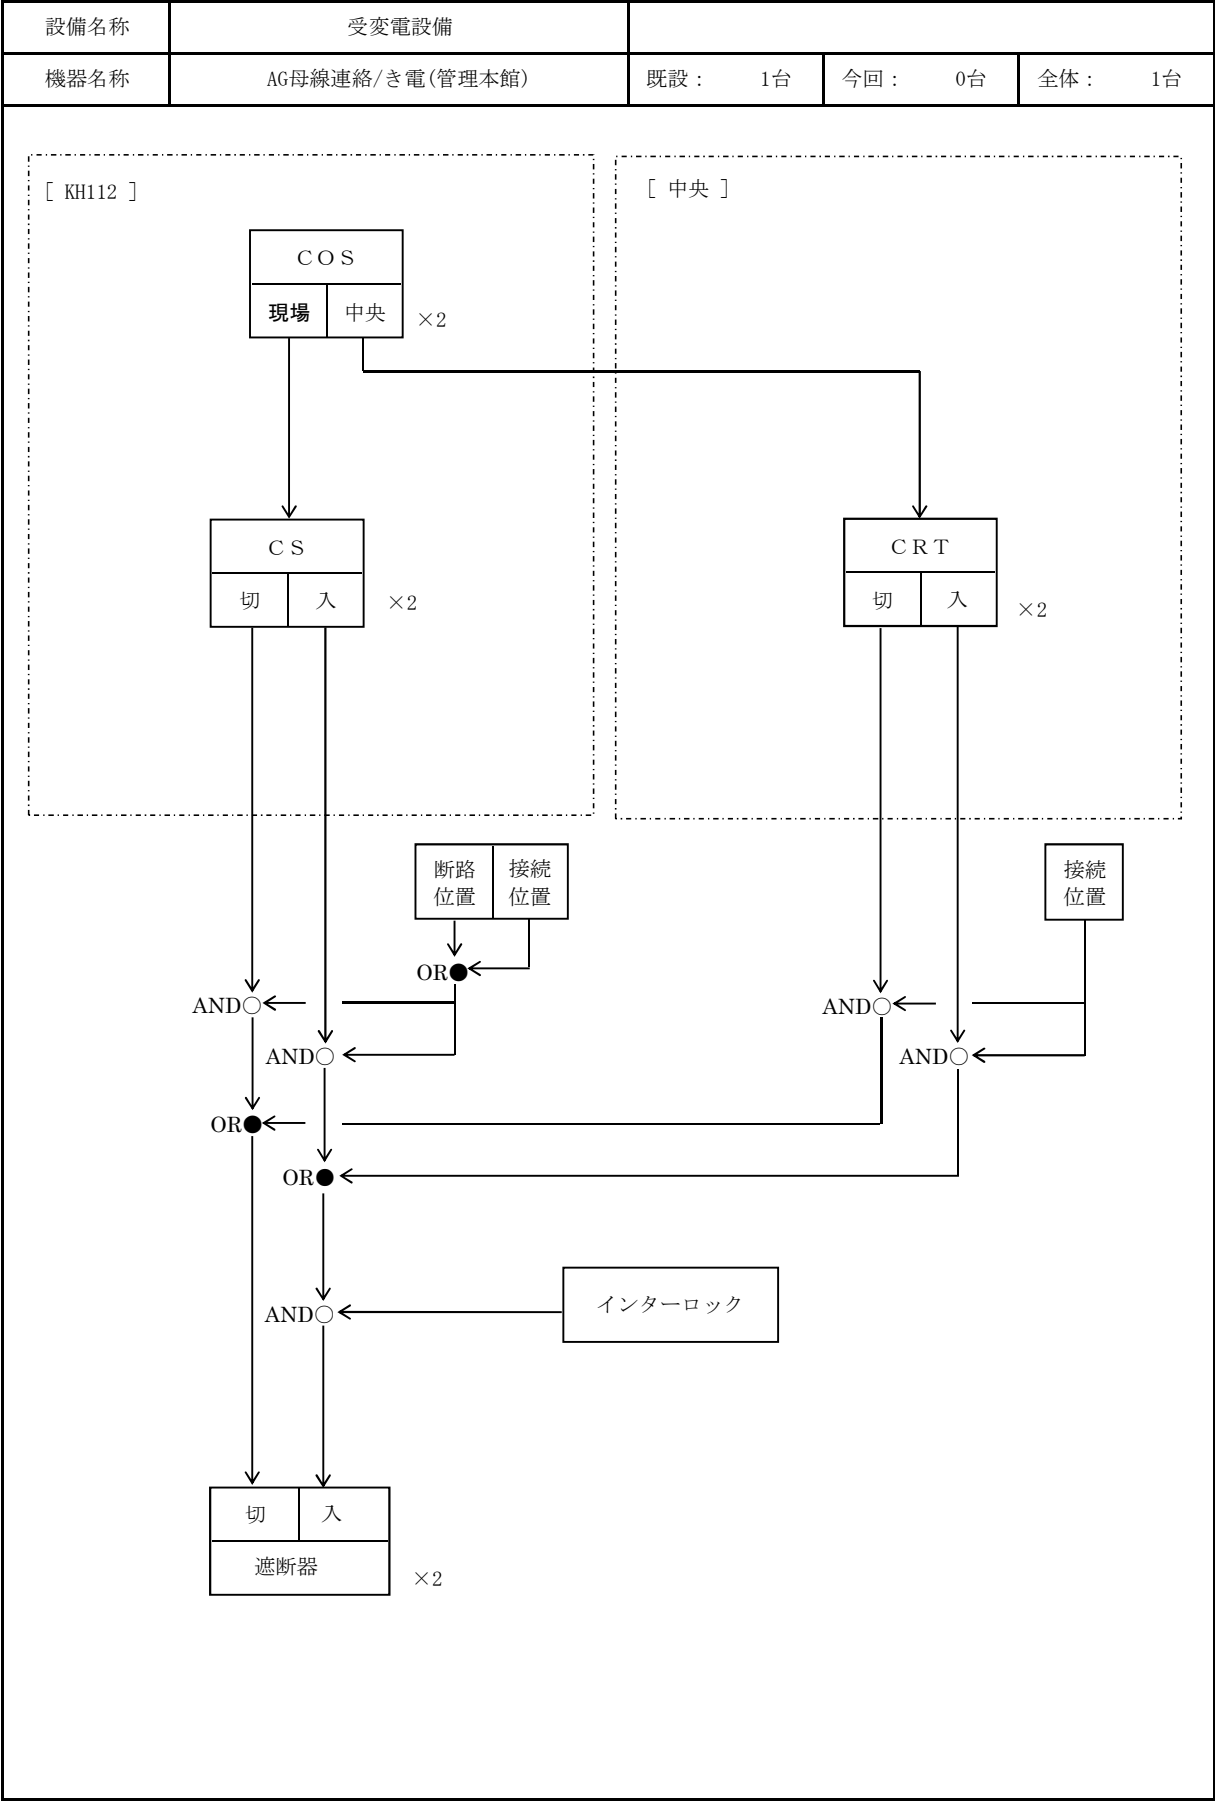 設備名称 受変電設備
機器名称 AG母線連絡/き電(管理本館) 既設： 1台 今回： 0台 全体： 1台
[ KH112 ]
[ 中央 ]
ＣＯＳ
現場 中央 ×2
ＣＳ
切 入 ×2
ＣＲＴ
切 入 ×2
断路 接続
位置 位置
接続
位置
OR
AND
AND
AND
AND
OR
OR
AND
インターロック
切 入
遮断器 ×2